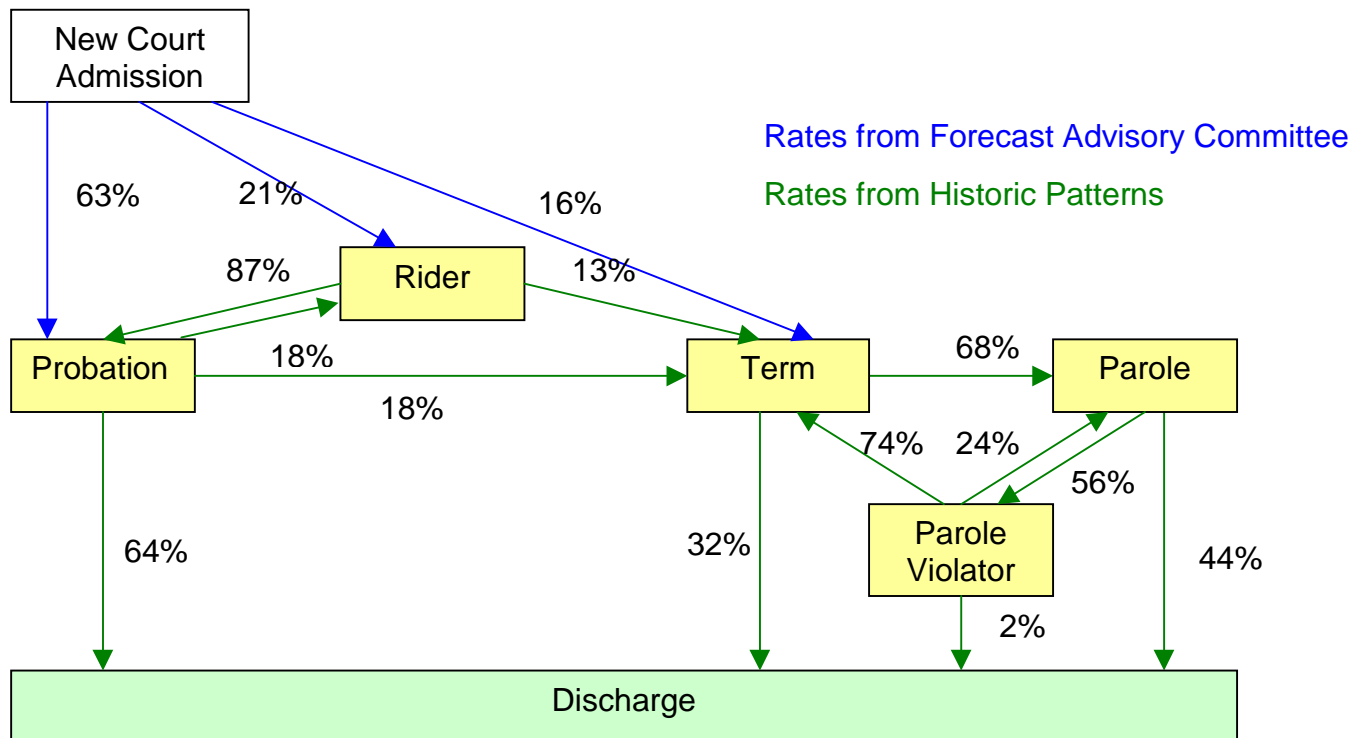 New Court
Admission
Rates from Forecast Advisory Committee
Rates from Historic Patterns
63%
21%
16%
87%
Rider
13%
Probation
18%
18%
Term
68%
Parole
74%
24%
56%
Parole
Violator
64%
32%
44%
2%
Discharge